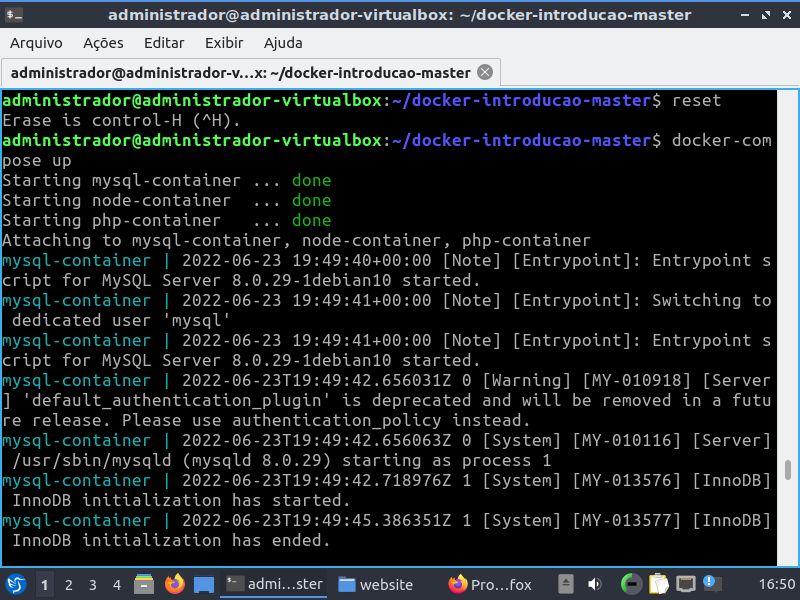 administrador@administrador-virtualbox: ~/docker-introducao-master
Arquivo Ações Editar Exibir Ajuda
administrador@administrador-v...x: ~/docker-introducao-master
administrador@administrador-virtualbox:~/docker-introducao-master$ reset
Erase is control-H (^H).
administrador@administrador-virtualbox:~/docker-introducao-master$ docker-com
pose up
Starting mysql-container ... done
Starting node-container  ... done
Starting php-container   ... done
Attaching to mysql-container, node-container, php-container
mysql-container | 2022-06-23 19:49:40+00:00 [Note] [Entrypoint]: Entrypoint s
cript for MySQL Server 8.0.29-1debian10 started.
mysql-container | 2022-06-23 19:49:41+00:00 [Note] [Entrypoint]: Switching to
 dedicated user 'mysql'
mysql-container | 2022-06-23 19:49:41+00:00 [Note] [Entrypoint]: Entrypoint s
cript for MySQL Server 8.0.29-1debian10 started.
mysql-container | 2022-06-23T19:49:42.656031Z 0 [Warning] [MY-010918] [Server
] 'default_authentication_plugin' is deprecated and will be removed in a futu
re release. Please use authentication_policy instead.
mysql-container | 2022-06-23T19:49:42.656063Z 0 [System] [MY-010116] [Server]
 /usr/sbin/mysqld (mysqld 8.0.29) starting as process 1
mysql-container | 2022-06-23T19:49:42.718976Z 1 [System] [MY-013576] [InnoDB]
 InnoDB initialization has started.
mysql-container | 2022-06-23T19:49:45.386351Z 1 [System] [MY-013577] [InnoDB]
 InnoDB initialization has ended.
1 2 3 4 admi...ster website Pro...fox 16:50